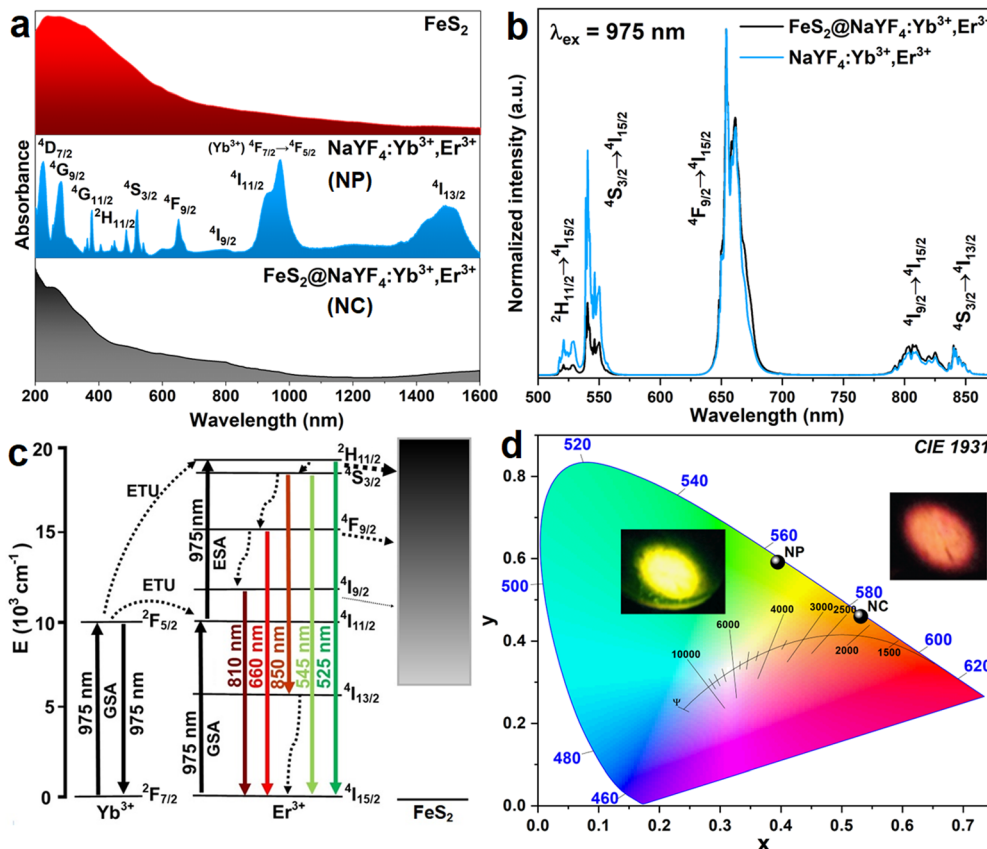 a
FeS₂
Absorbance
⁴D₇/₂
⁴G₉/₂
⁴G₁₁/₂
²H₁₁/₂
⁴S₃/₂
⁴F₉/₂
⁴I₉/₂
(Yb³⁺) ⁴F₇/₂→⁴F₅/₂
⁴I₁₁/₂
⁴I₁₃/₂
NaYF₄:Yb³⁺,Er³⁺
(NP)
FeS₂@NaYF₄:Yb³⁺,Er³⁺
(NC)
200 400 600 800 1000 1200 1400 1600
Wavelength (nm)
b
λex = 975 nm
FeS₂@NaYF₄:Yb³⁺,Er³⁺
NaYF₄:Yb³⁺,Er³⁺
Normalized intensity (a.u.)
²H₁₁/₂→⁴I₁₅/₂
⁴S₃/₂→⁴I₁₅/₂
⁴F₉/₂→⁴I₁₅/₂
⁴I₉/₂→⁴I₁₅/₂
⁴S₃/₂→⁴I₁₃/₂
500 550 600 650 700 750 800 850
Wavelength (nm)
c
E (10³ cm⁻¹)
20
15
10
5
0
ETU
ETU
²F₅/₂
²F₇/₂
975 nm
GSA
975 nm
975 nm
ESA
975 nm
GSA
810 nm
660 nm
850 nm
545 nm
525 nm
²H₁₁/₂
⁴S₃/₂
⁴F₉/₂
⁴I₉/₂
⁴I₁₁/₂
⁴I₁₃/₂
⁴I₁₅/₂
Yb³⁺
Er³⁺
FeS₂
d
CIE 1931
y
0.8
0.6
0.4
0.2
0.0
520
540
560
NP
580
NC
600
620
500
480
460
10000
6000
4000
3000
2500
2000
1500
Ψ
0.0 0.1 0.2 0.3 0.4 0.5 0.6 0.7
x